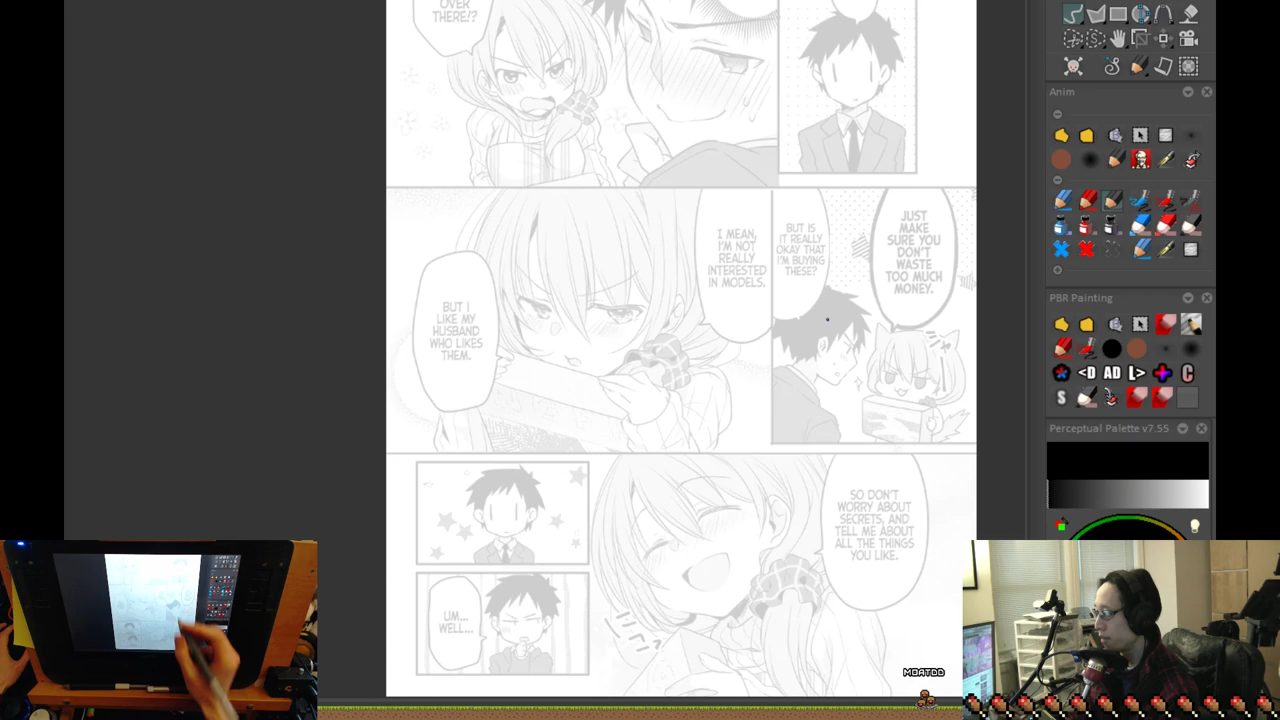 OVER
THERE!?
JUST
MAKE
SURE YOU
DON'T
WASTE
TOO MUCH
MONEY.
BUT IS
IT REALLY
OKAY THAT
I'M BUYING
THESE?
I MEAN,
I'M NOT
REALLY
INTERESTED
IN MODELS.
BUT I
LIKE MY
HUSBAND
WHO LIKES
THEM.
SO DON'T
WORRY ABOUT
SECRETS, AND
TELL ME ABOUT
ALL THE THINGS
YOU LIKE.
UM...
WELL...
MOATDD
Anim
PBR Painting
<D AD L> C
S
Perceptual Palette v7.55